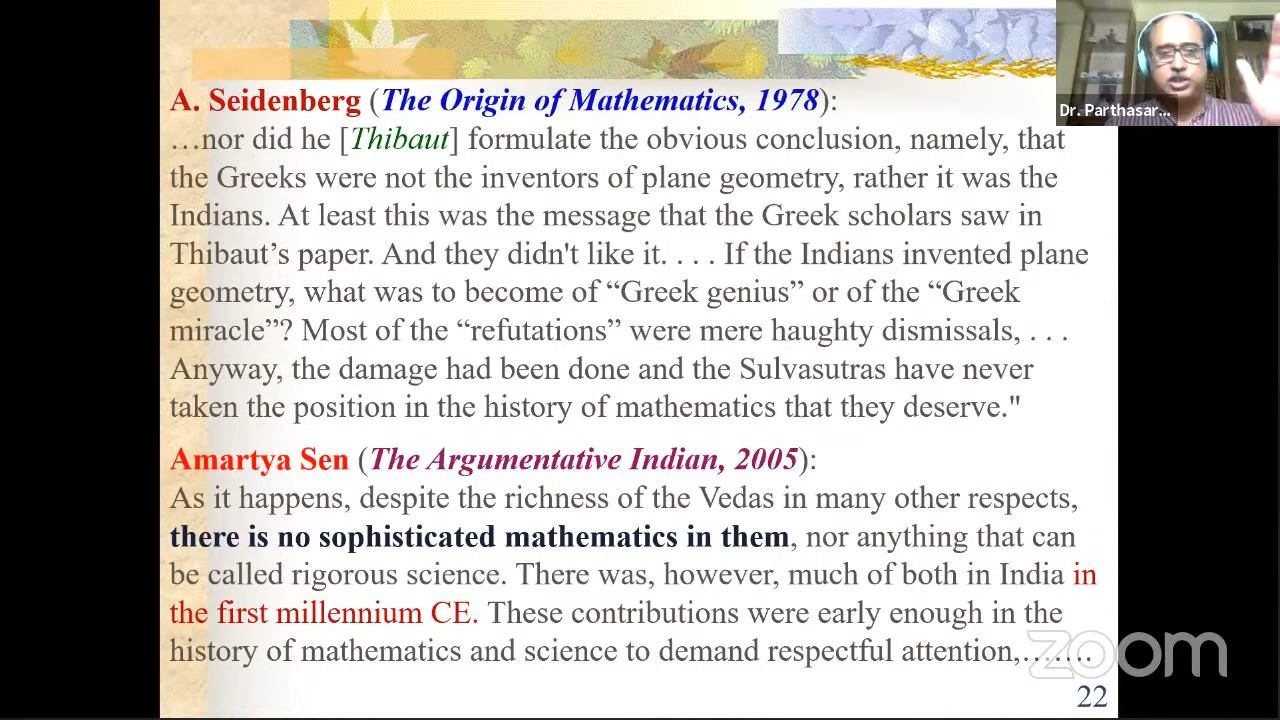 Dr. Parthasar...
A. Seidenberg (The Origin of Mathematics, 1978):
…nor did he [Thibaut] formulate the obvious conclusion, namely, that
the Greeks were not the inventors of plane geometry, rather it was the
Indians. At least this was the message that the Greek scholars saw in
Thibaut’s paper. And they didn't like it. . . . If the Indians invented plane
geometry, what was to become of “Greek genius” or of the “Greek
miracle”? Most of the “refutations” were mere haughty dismissals, . . .
Anyway, the damage had been done and the Sulvasutras have never
taken the position in the history of mathematics that they deserve."
Amartya Sen (The Argumentative Indian, 2005):
As it happens, despite the richness of the Vedas in many other respects,
there is no sophisticated mathematics in them, nor anything that can
be called rigorous science. There was, however, much of both in India in
the first millennium CE. These contributions were early enough in the
history of mathematics and science to demand respectful attention,…….
zoom
22